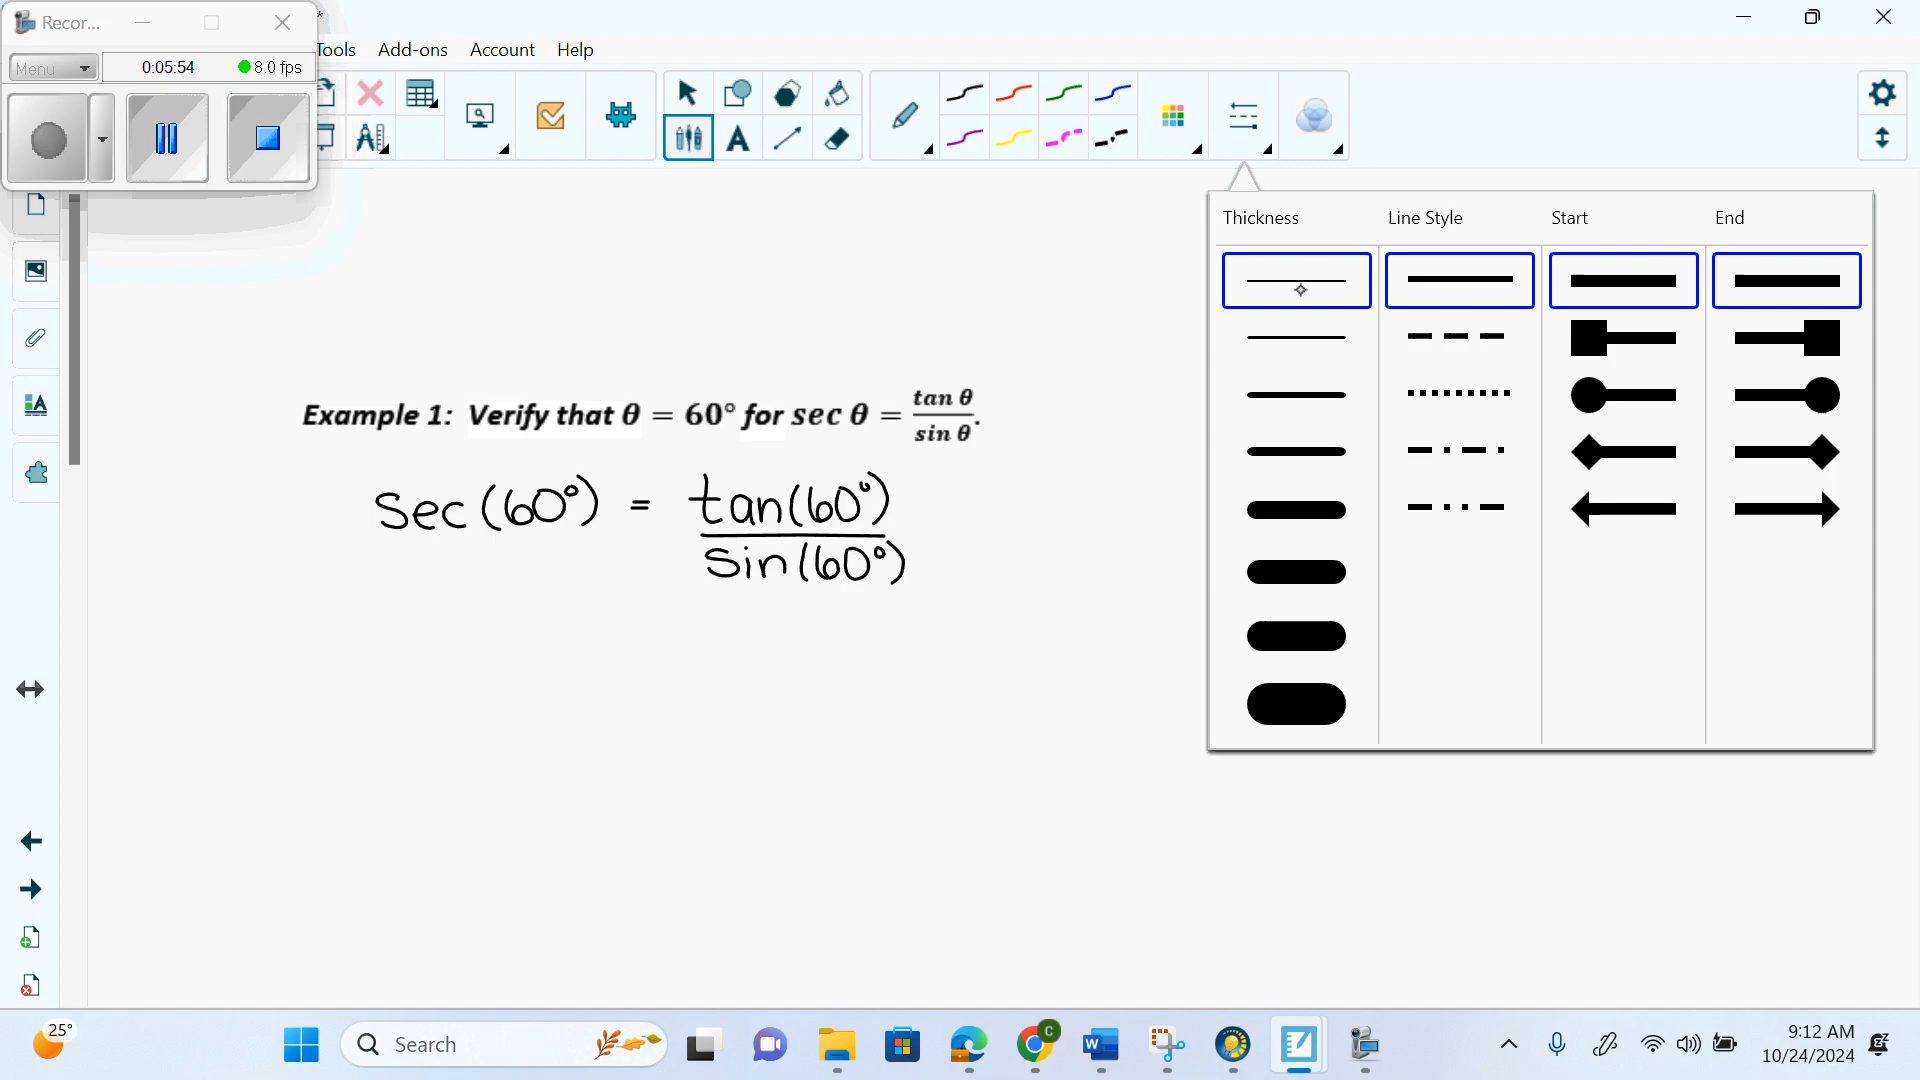 Recor...
*
Tools Add-ons Account Help
Menu 0:05:54 8.0 fps
Thickness Line Style Start End
Example 1: Verify that θ = 60° for sec θ = tan θ / sin θ.
sec(60°) = tan(60°)
sin(60°)
25°
Search
C
9:12 AM
10/24/2024